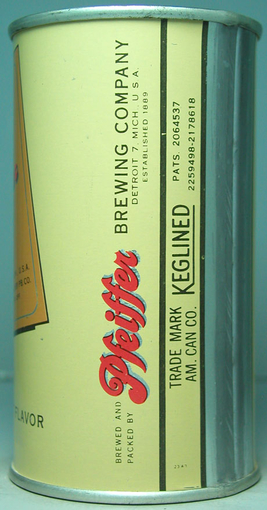 BREWED AND
PACKED BY
Pfeiffer BREWING COMPANY
DETROIT 7, MICH., U.S.A.
ESTABLISHED 1889
TRADE MARK KEGLINED PATS 2064537
AM. CAN CO. 2259498-2178618
FLAVOR
U.S.A.